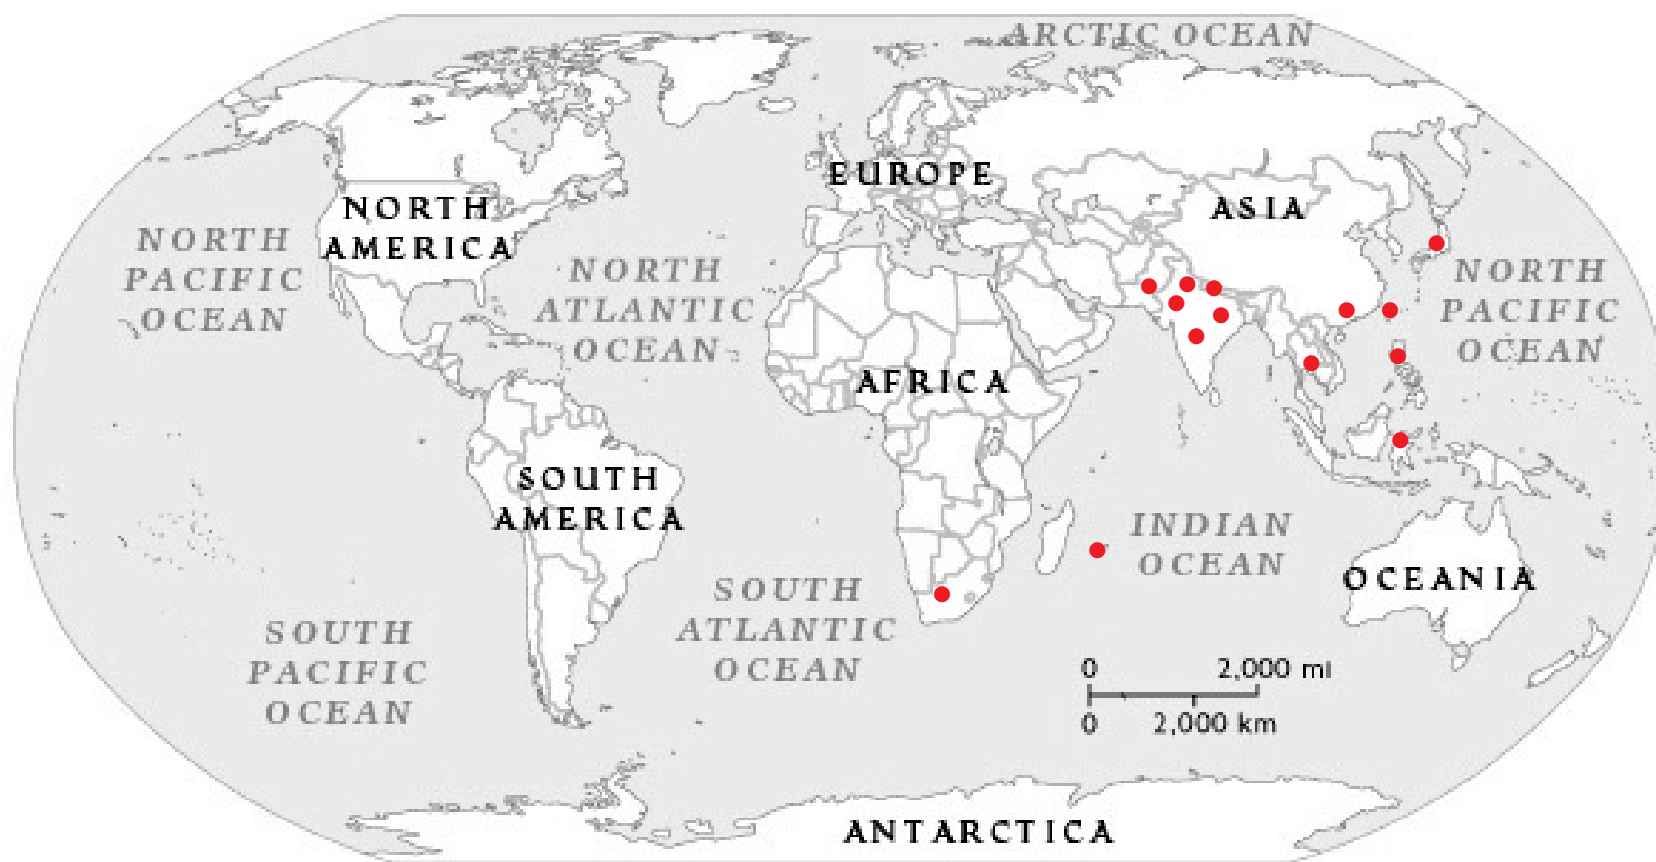 ARCTIC OCEAN
EUROPE
ASIA
NORTH
AMERICA
NORTH
PACIFIC
OCEAN
NORTH
ATLANTIC
OCEAN
NORTH
PACIFIC
OCEAN
AFRICA
SOUTH
AMERICA
INDIAN
OCEAN
OCEANIA
SOUTH
ATLANTIC
OCEAN
SOUTH
PACIFIC
OCEAN
0 2,000 mi
0 2,000 km
ANTARCTICA